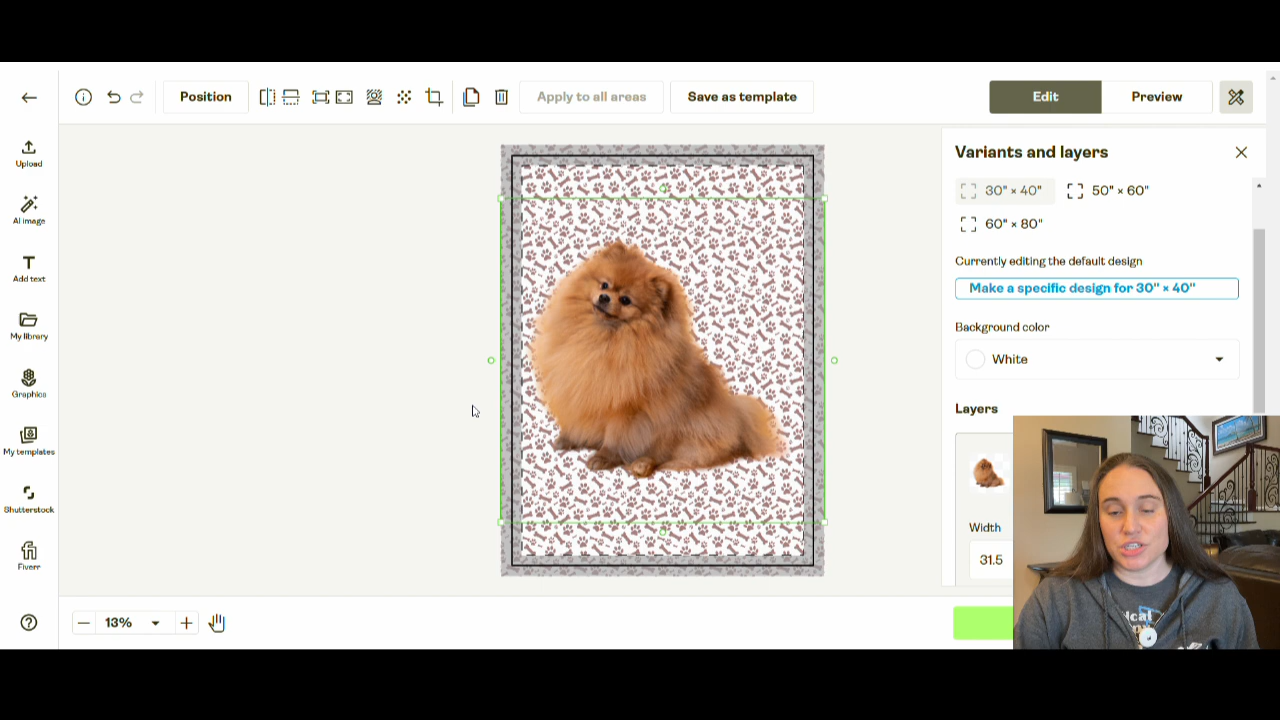 Position
Apply to all areas
Save as template
Edit
Preview
Upload
AI image
Add text
My library
Graphics
My templates
Shutterstock
Fiverr
Variants and layers
30" × 40"
50" × 60"
60" × 80"
Currently editing the default design
Make a specific design for 30" × 40"
Background color
White
Layers
Width
31.5
13%